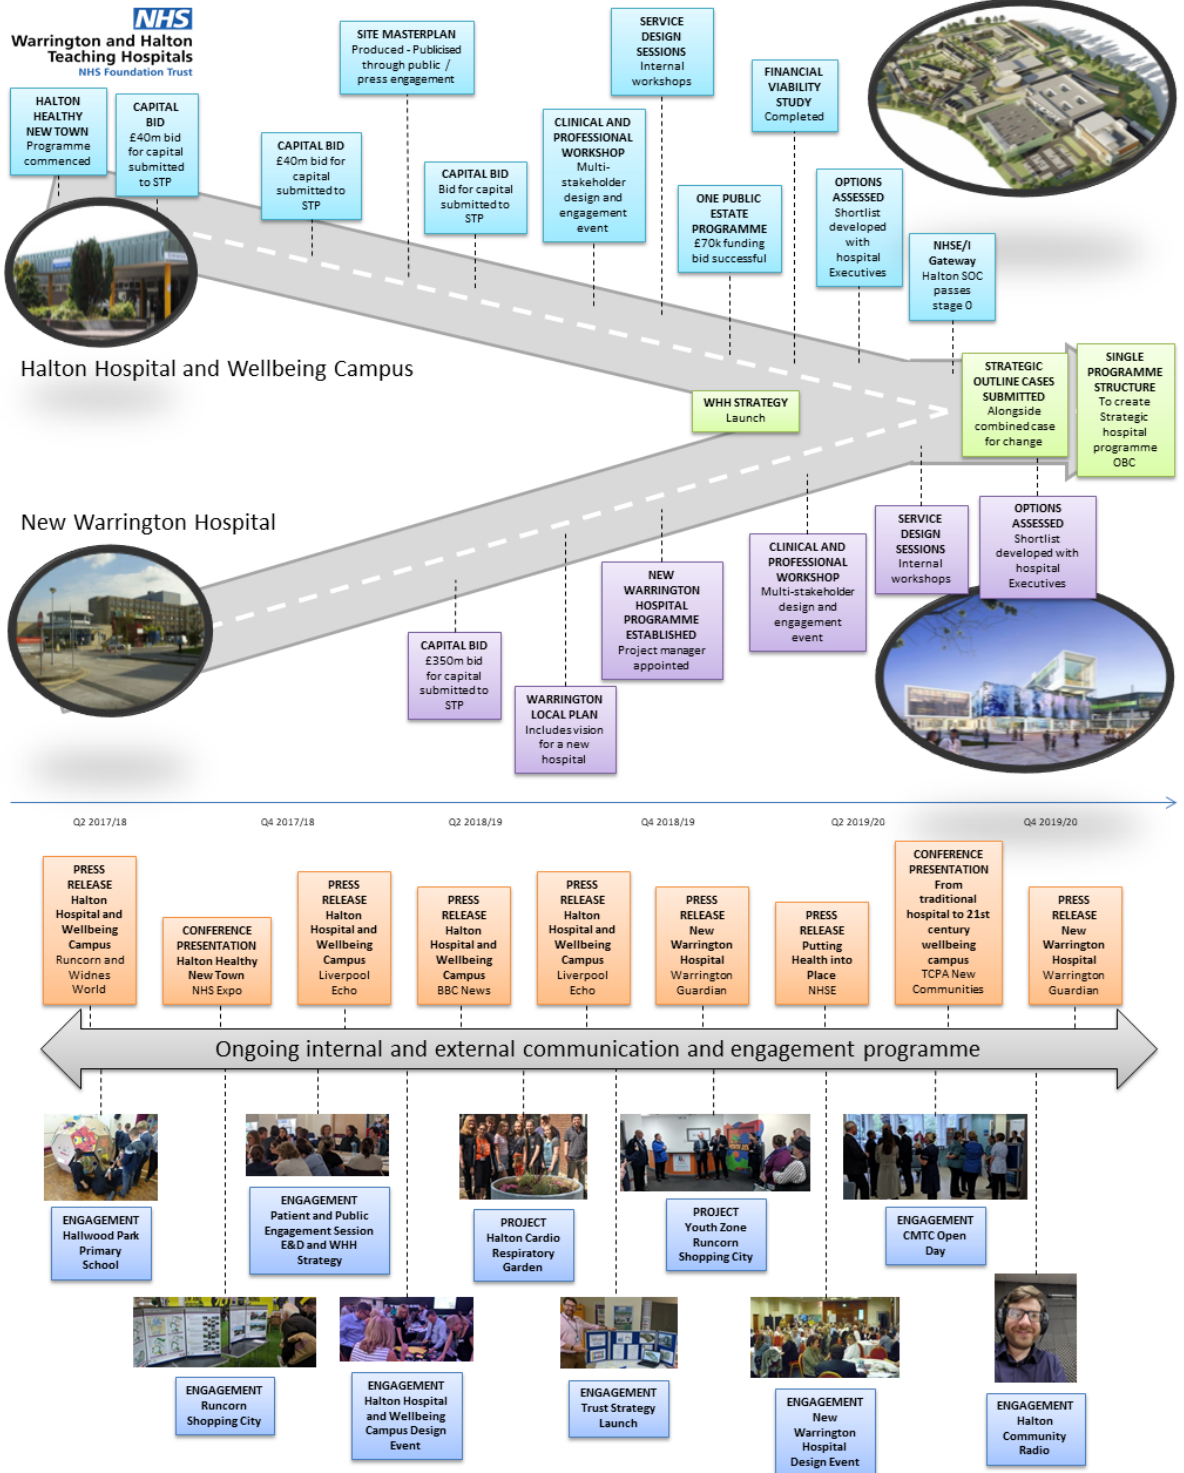 NHS
Warrington and Halton
Teaching Hospitals
NHS Foundation Trust
HALTON
HEALTHY
NEW TOWN
Programme
commenced
CAPITAL
BID
£40m bid
for capital
submitted
to STP
CAPITAL BID
£40m bid for
capital
submitted to
STP
SITE MASTERPLAN
Produced - Publicised
through public /
press engagement
CAPITAL BID
Bid for capital
submitted to
STP
CLINICAL AND
PROFESSIONAL
WORKSHOP
Multi-
stakeholder
design and
engagement
event
SERVICE
DESIGN
SESSIONS
Internal
workshops
ONE PUBLIC
ESTATE
PROGRAMME
£70k funding
bid successful
FINANCIAL
VIABILITY
STUDY
Completed
OPTIONS
ASSESSED
Shortlist
developed
with
hospital
Executives
NHSE/I
Gateway
Halton SOC
passes
stage 0
Halton Hospital and Wellbeing Campus
WHH STRATEGY
Launch
STRATEGIC
OUTLINE CASES
SUBMITTED
Alongside
combined case
for change
SINGLE
PROGRAMME
STRUCTURE
To create
Strategic
hospital
programme
OBC
New Warrington Hospital
CAPITAL BID
£350m bid
for capital
submitted to
STP
WARRINGTON
LOCAL PLAN
Includes vision
for a new
hospital
NEW
WARRINGTON
HOSPITAL
PROGRAMME
ESTABLISHED
Project manager
appointed
CLINICAL AND
PROFESSIONAL
WORKSHOP
Multi-stakeholder
design and
engagement
event
SERVICE
DESIGN
SESSIONS
Internal
workshops
OPTIONS
ASSESSED
Shortlist
developed with
hospital
Executives
Q2 2017/18
Q4 2017/18
Q2 2018/19
Q4 2018/19
Q2 2019/20
Q4 2019/20
PRESS
RELEASE
Halton
Hospital and
Wellbeing
Campus
Runcorn and
Widnes
World
CONFERENCE
PRESENTATION
Halton Healthy
New Town
NHS Expo
PRESS
RELEASE
Halton
Hospital and
Wellbeing
Campus
Liverpool
Echo
PRESS
RELEASE
Halton
Hospital and
Wellbeing
Campus
BBC News
PRESS
RELEASE
Halton
Hospital and
Wellbeing
Campus
Liverpool
Echo
PRESS
RELEASE
New
Warrington
Hospital
Warrington
Guardian
PRESS
RELEASE
Putting
Health into
Place
NHSE
CONFERENCE
PRESENTATION
From
traditional
hospital to 21st
century
wellbeing
campus
TCPA New
Communities
PRESS
RELEASE
New
Warrington
Hospital
Warrington
Guardian
Ongoing internal and external communication and engagement programme
ENGAGEMENT
Hallwood Park
Primary
School
ENGAGEMENT
Patient and Public
Engagement Session
E&D and WHH
Strategy
PROJECT
Halton Cardio
Respiratory
Garden
PROJECT
Youth Zone
Runcorn
Shopping City
ENGAGEMENT
CMTC Open
Day
ENGAGEMENT
Runcorn
Shopping City
ENGAGEMENT
Halton Hospital
and Wellbeing
Campus Design
Event
ENGAGEMENT
Trust Strategy
Launch
ENGAGEMENT
New
Warrington
Hospital
Design Event
ENGAGEMENT
Halton
Community
Radio